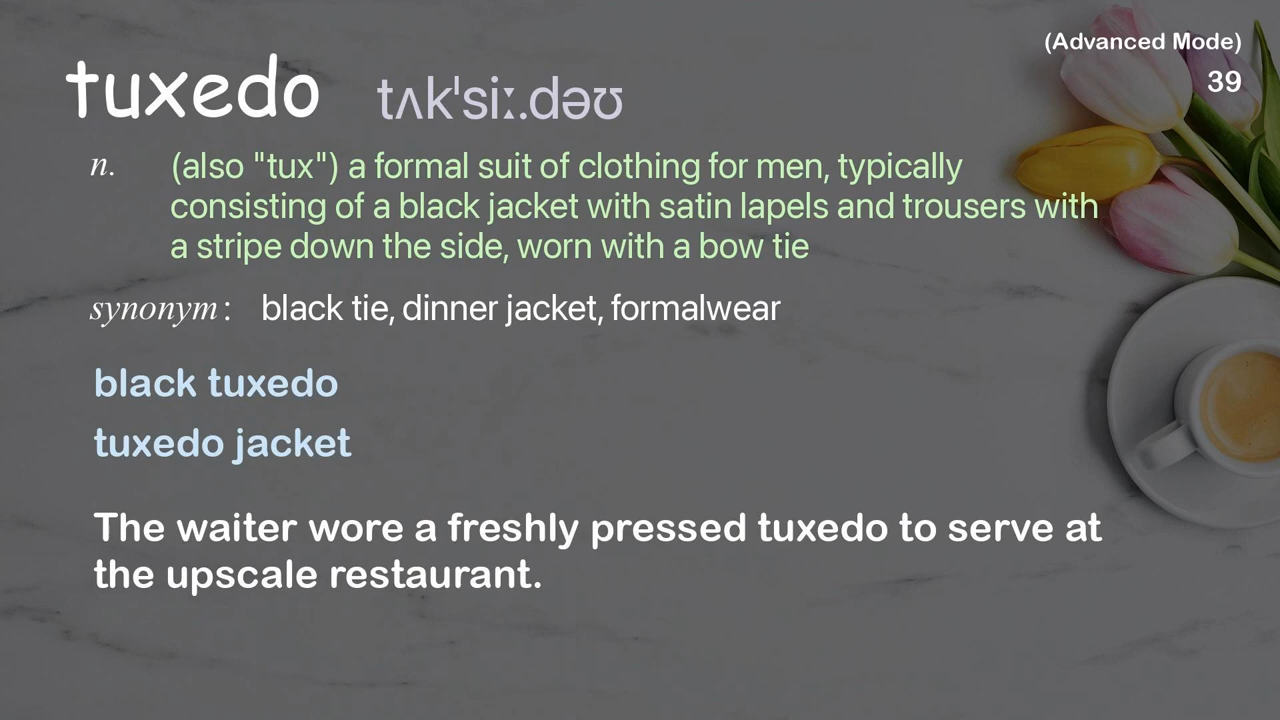 (Advanced Mode)
39
tuxedo tʌkˈsiː.dəʊ
n. (also "tux") a formal suit of clothing for men, typically
consisting of a black jacket with satin lapels and trousers with
a stripe down the side, worn with a bow tie
synonym: black tie, dinner jacket, formalwear
black tuxedo
tuxedo jacket
The waiter wore a freshly pressed tuxedo to serve at
the upscale restaurant.